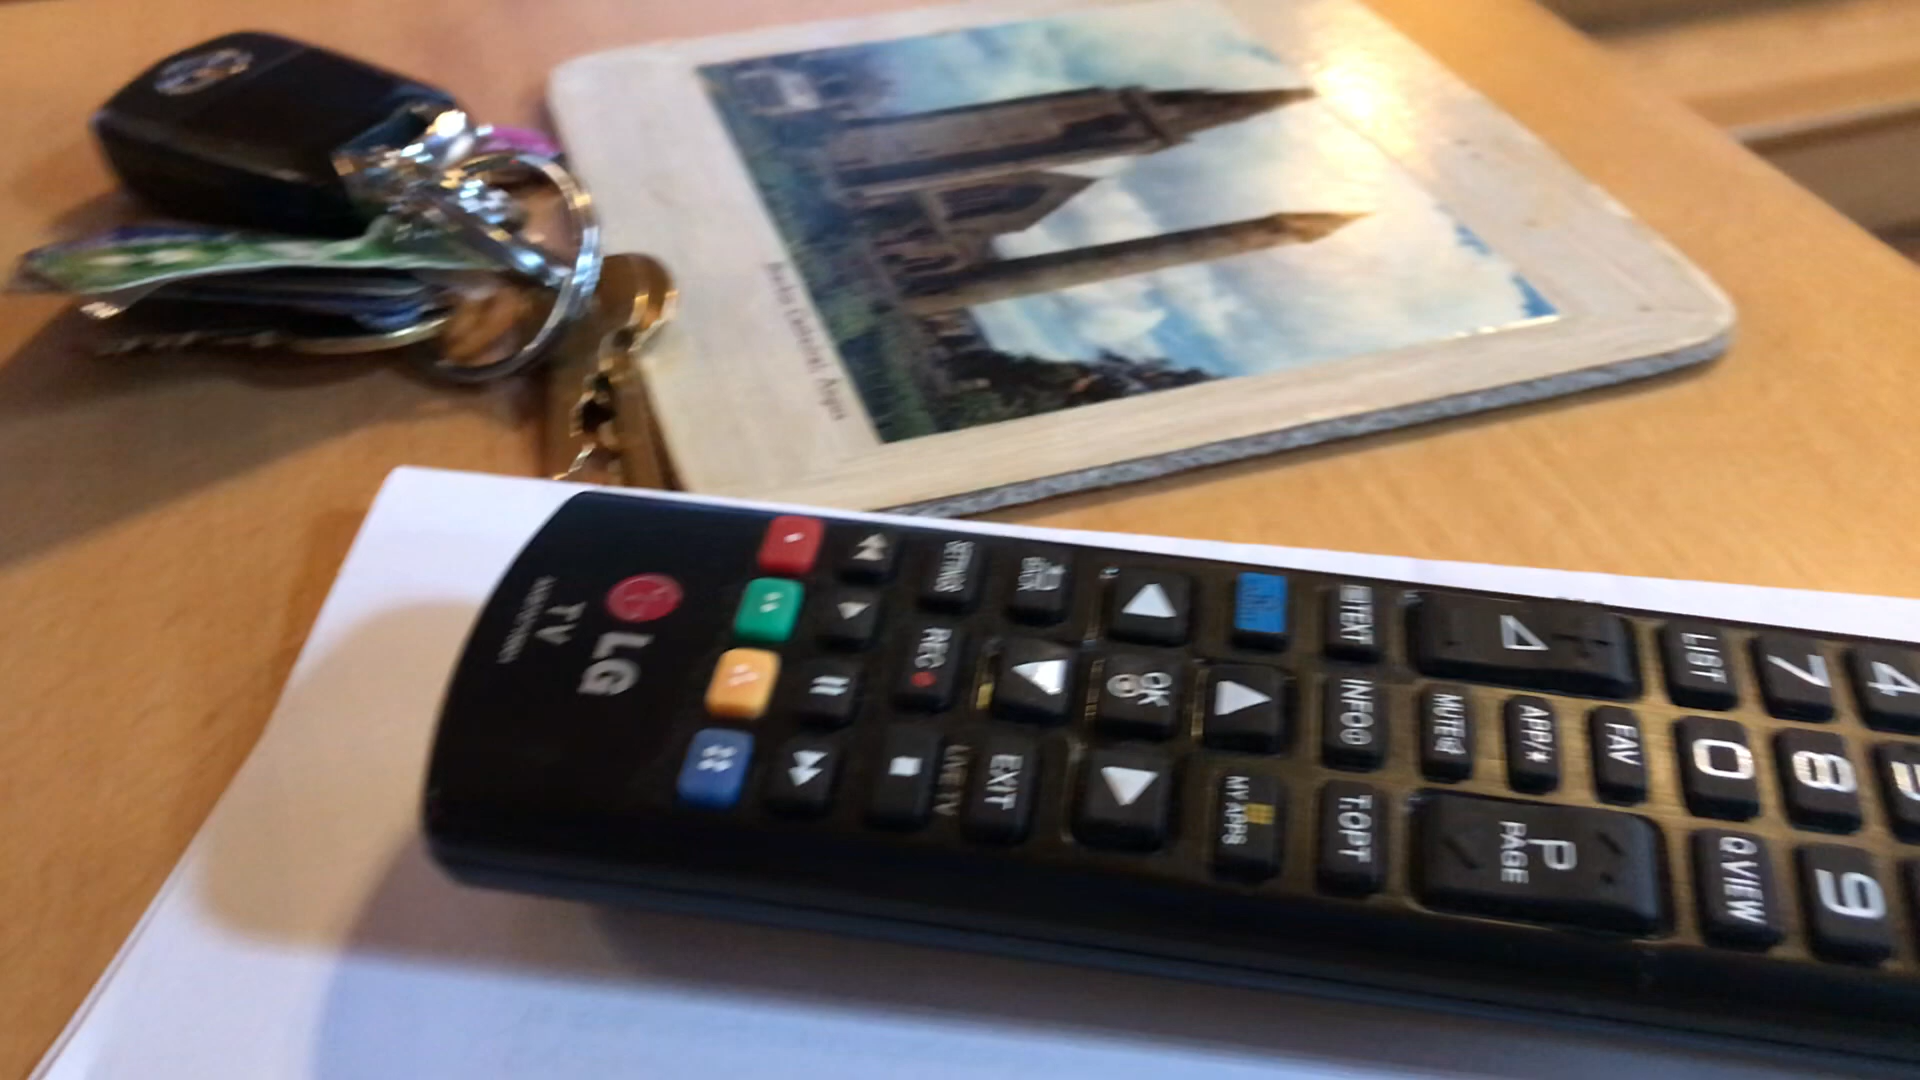 LG
TV
SETTINGS
BACK
REC
LIVE TV
EXIT
OK
TEXT
INFO
MY APPS
T.OPT
MUTE
APP/*
FAV
P
PAGE
LIST
Q.VIEW
7
0
8
9
4